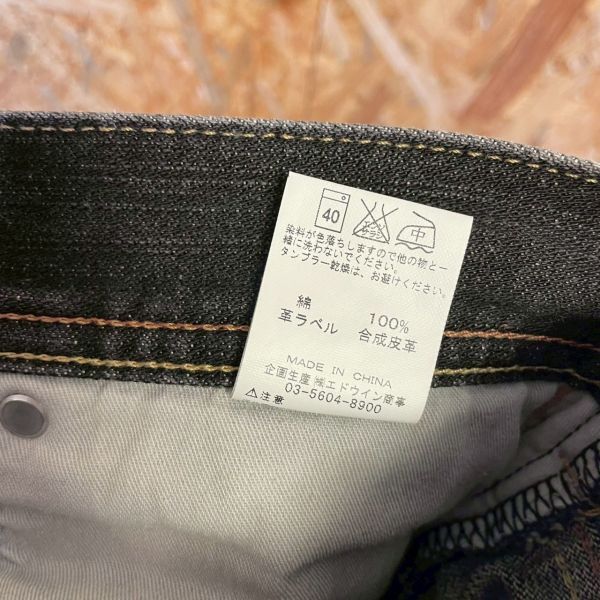 40
エンソ
サラシ
中
染料が色落ちしますので他の物と一
緒に洗わないでください。
タンブラー乾燥は、お避けください。
綿 100%
革ラベル 合成皮革
MADE IN CHINA
企画生産 ㈱エドウイン商事
03-5604-8900
⚠注意